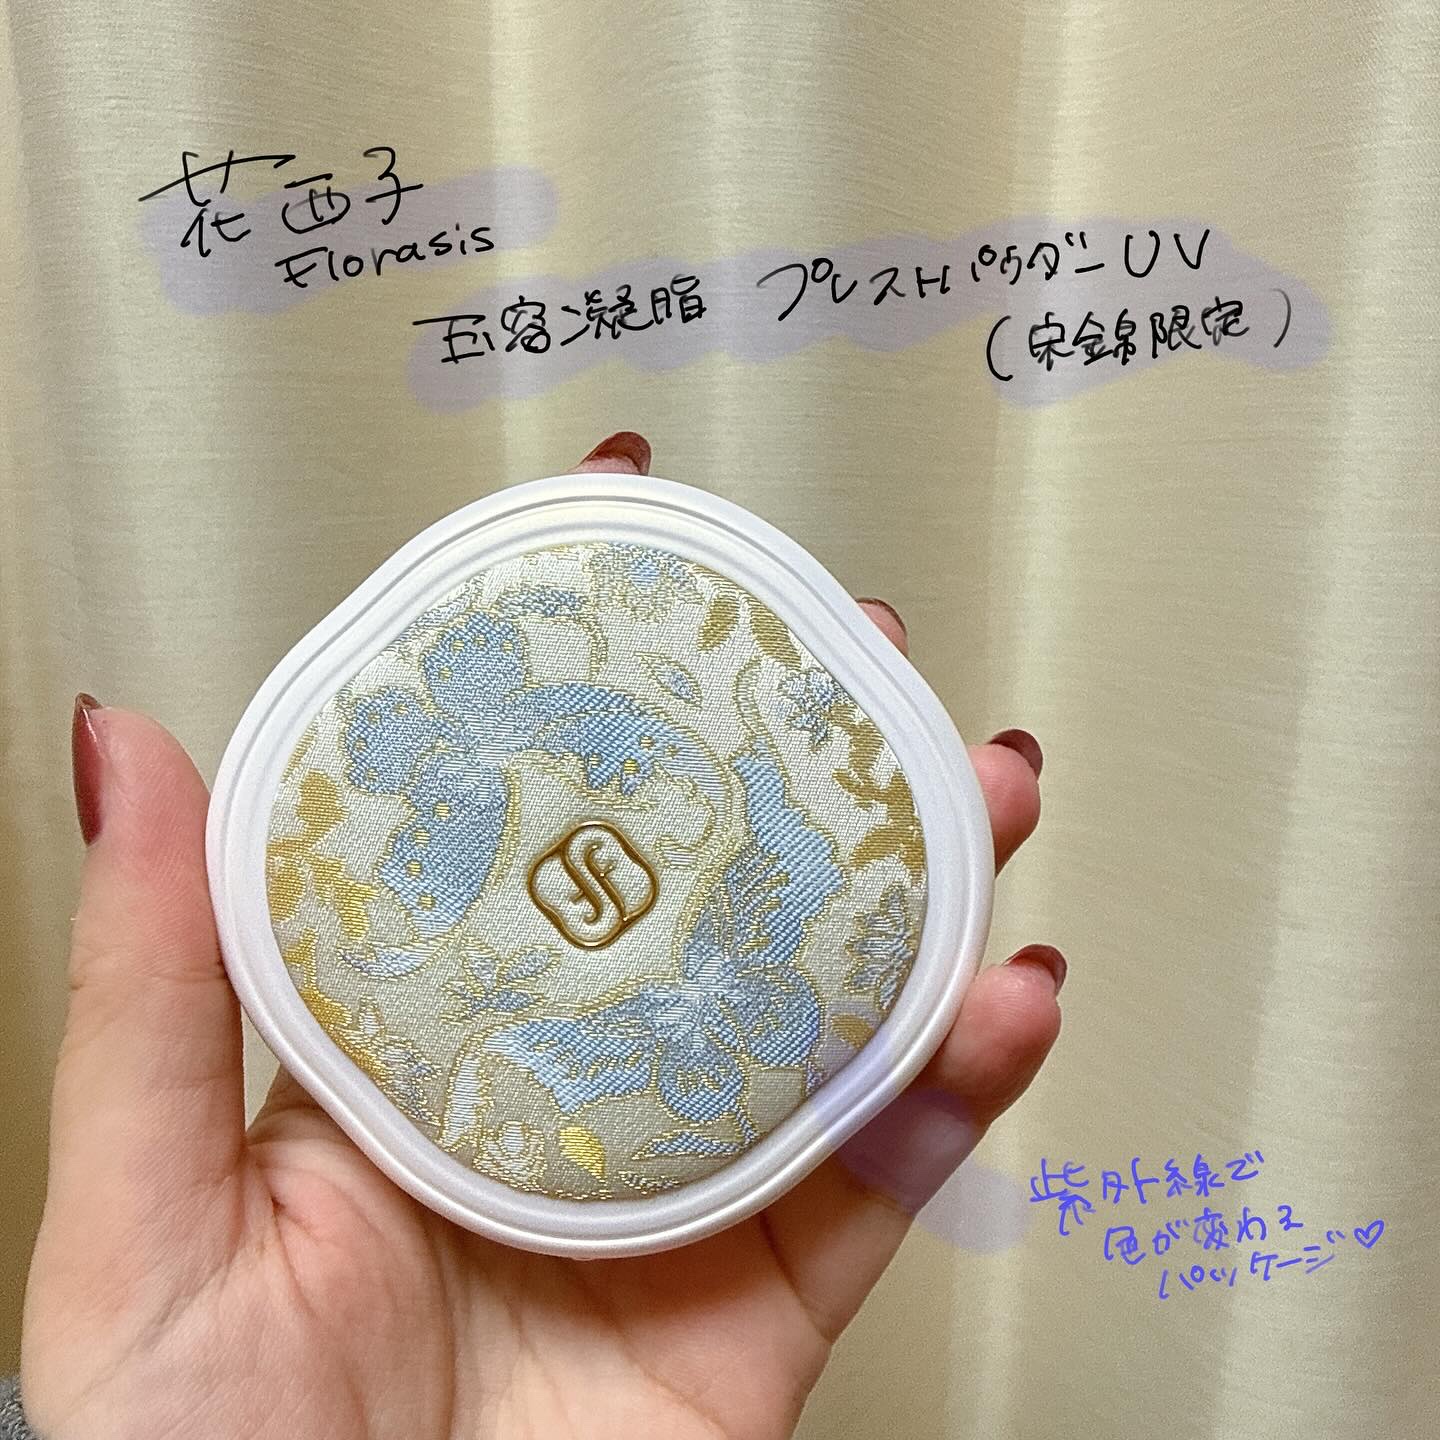 花西子
Florasis
玉容凝脂 プレストパウダーUV
(宋錦限定)
紫外線で
色が変わる
パッケージ♡